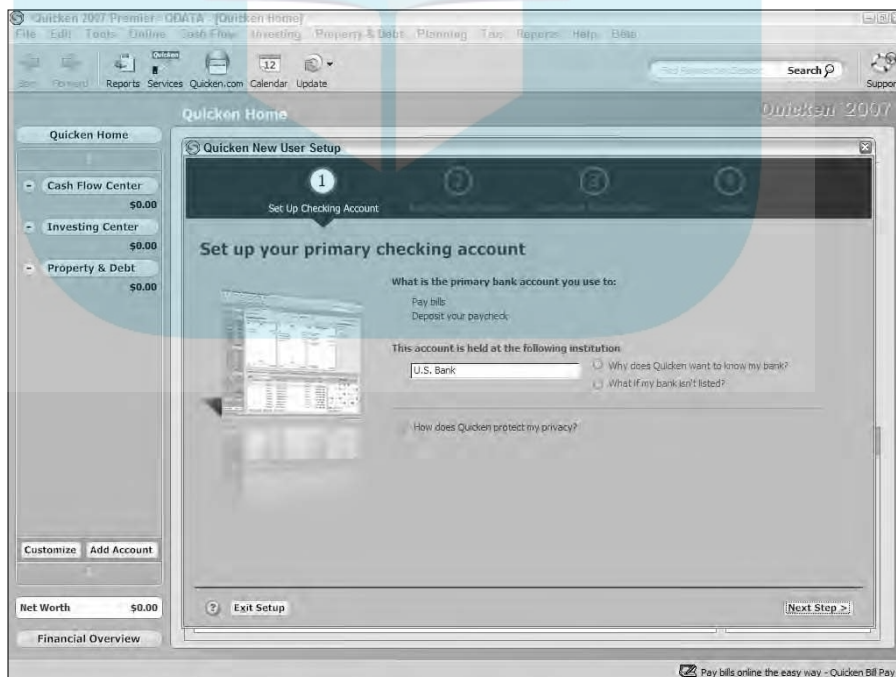 Quicken 2007 Premier - QDATA - [Quicken Home]
File Edit Tools Online Cash Flow Investing Property & Debt Planning Tax Reports Help
Reports Services Quicken.com Calendar Update
Quicken
12
Search
Suppor
Quicken Home
Quicken 2007
Quicken Home
Cash Flow Center
$0.00
Investing Center
$0.00
Property & Debt
$0.00
Customize Add Account
Net Worth $0.00
Financial Overview
Quicken New User Setup
1 2 3
Set Up Checking Account
Set up your primary checking account
What is the primary bank account you use to:
Pay bills
Deposit your paycheck
This account is held at the following institution
U.S. Bank
Why does Quicken want to know my bank?
What if my bank isn't listed?
How does Quicken protect my privacy?
? Exit Setup
Next Step >
Pay bills online the easy way - Quicken Bill Pay